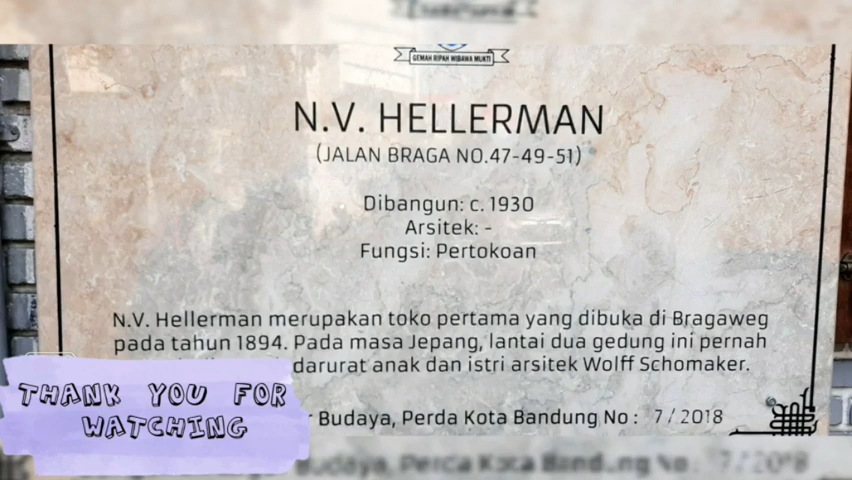 GEMAH RIPAH WIBAWA MUKTI
N.V. HELLERMAN
(JALAN BRAGA NO.47-49-51)
Dibangun: c. 1930
Arsitek: -
Fungsi: Pertokoan
N.V. Hellerman merupakan toko pertama yang dibuka di Bragaweg
pada tahun 1894. Pada masa Jepang, lantai dua gedung ini pernah
darurat anak dan istri arsitek Wolff Schomaker.
Budaya, Perda Kota Bandung No : 7 / 2018
THANK YOU FOR
WATCHING